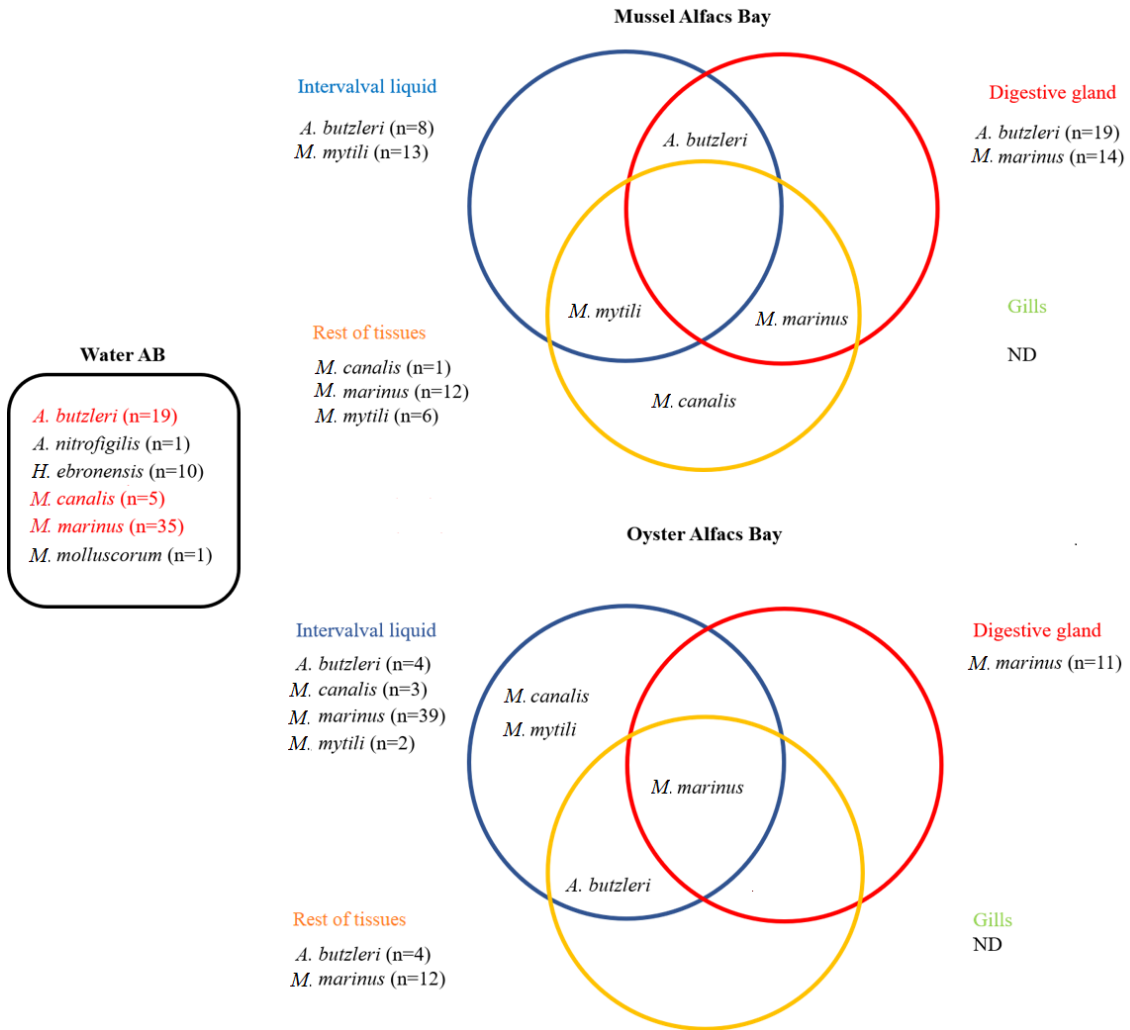 Mussel Alfacs Bay
Intervalval liquid
A. butzleri (n=8)
M. mytili (n=13)
A. butzleri
Digestive gland
A. butzleri (n=19)
M. marinus (n=14)
M. mytili
M. marinus
M. canalis
Gills
ND
Rest of tissues
M. canalis (n=1)
M. marinus (n=12)
M. mytili (n=6)
Water AB
A. butzleri (n=19)
A. nitrofigilis (n=1)
H. ebronensis (n=10)
M. canalis (n=5)
M. marinus (n=35)
M. molluscorum (n=1)
Oyster Alfacs Bay
Intervalval liquid
A. butzleri (n=4)
M. canalis (n=3)
M. marinus (n=39)
M. mytili (n=2)
M. canalis
M. mytili
Digestive gland
M. marinus (n=11)
M. marinus
A. butzleri
Rest of tissues
A. butzleri (n=4)
M. marinus (n=12)
Gills
ND